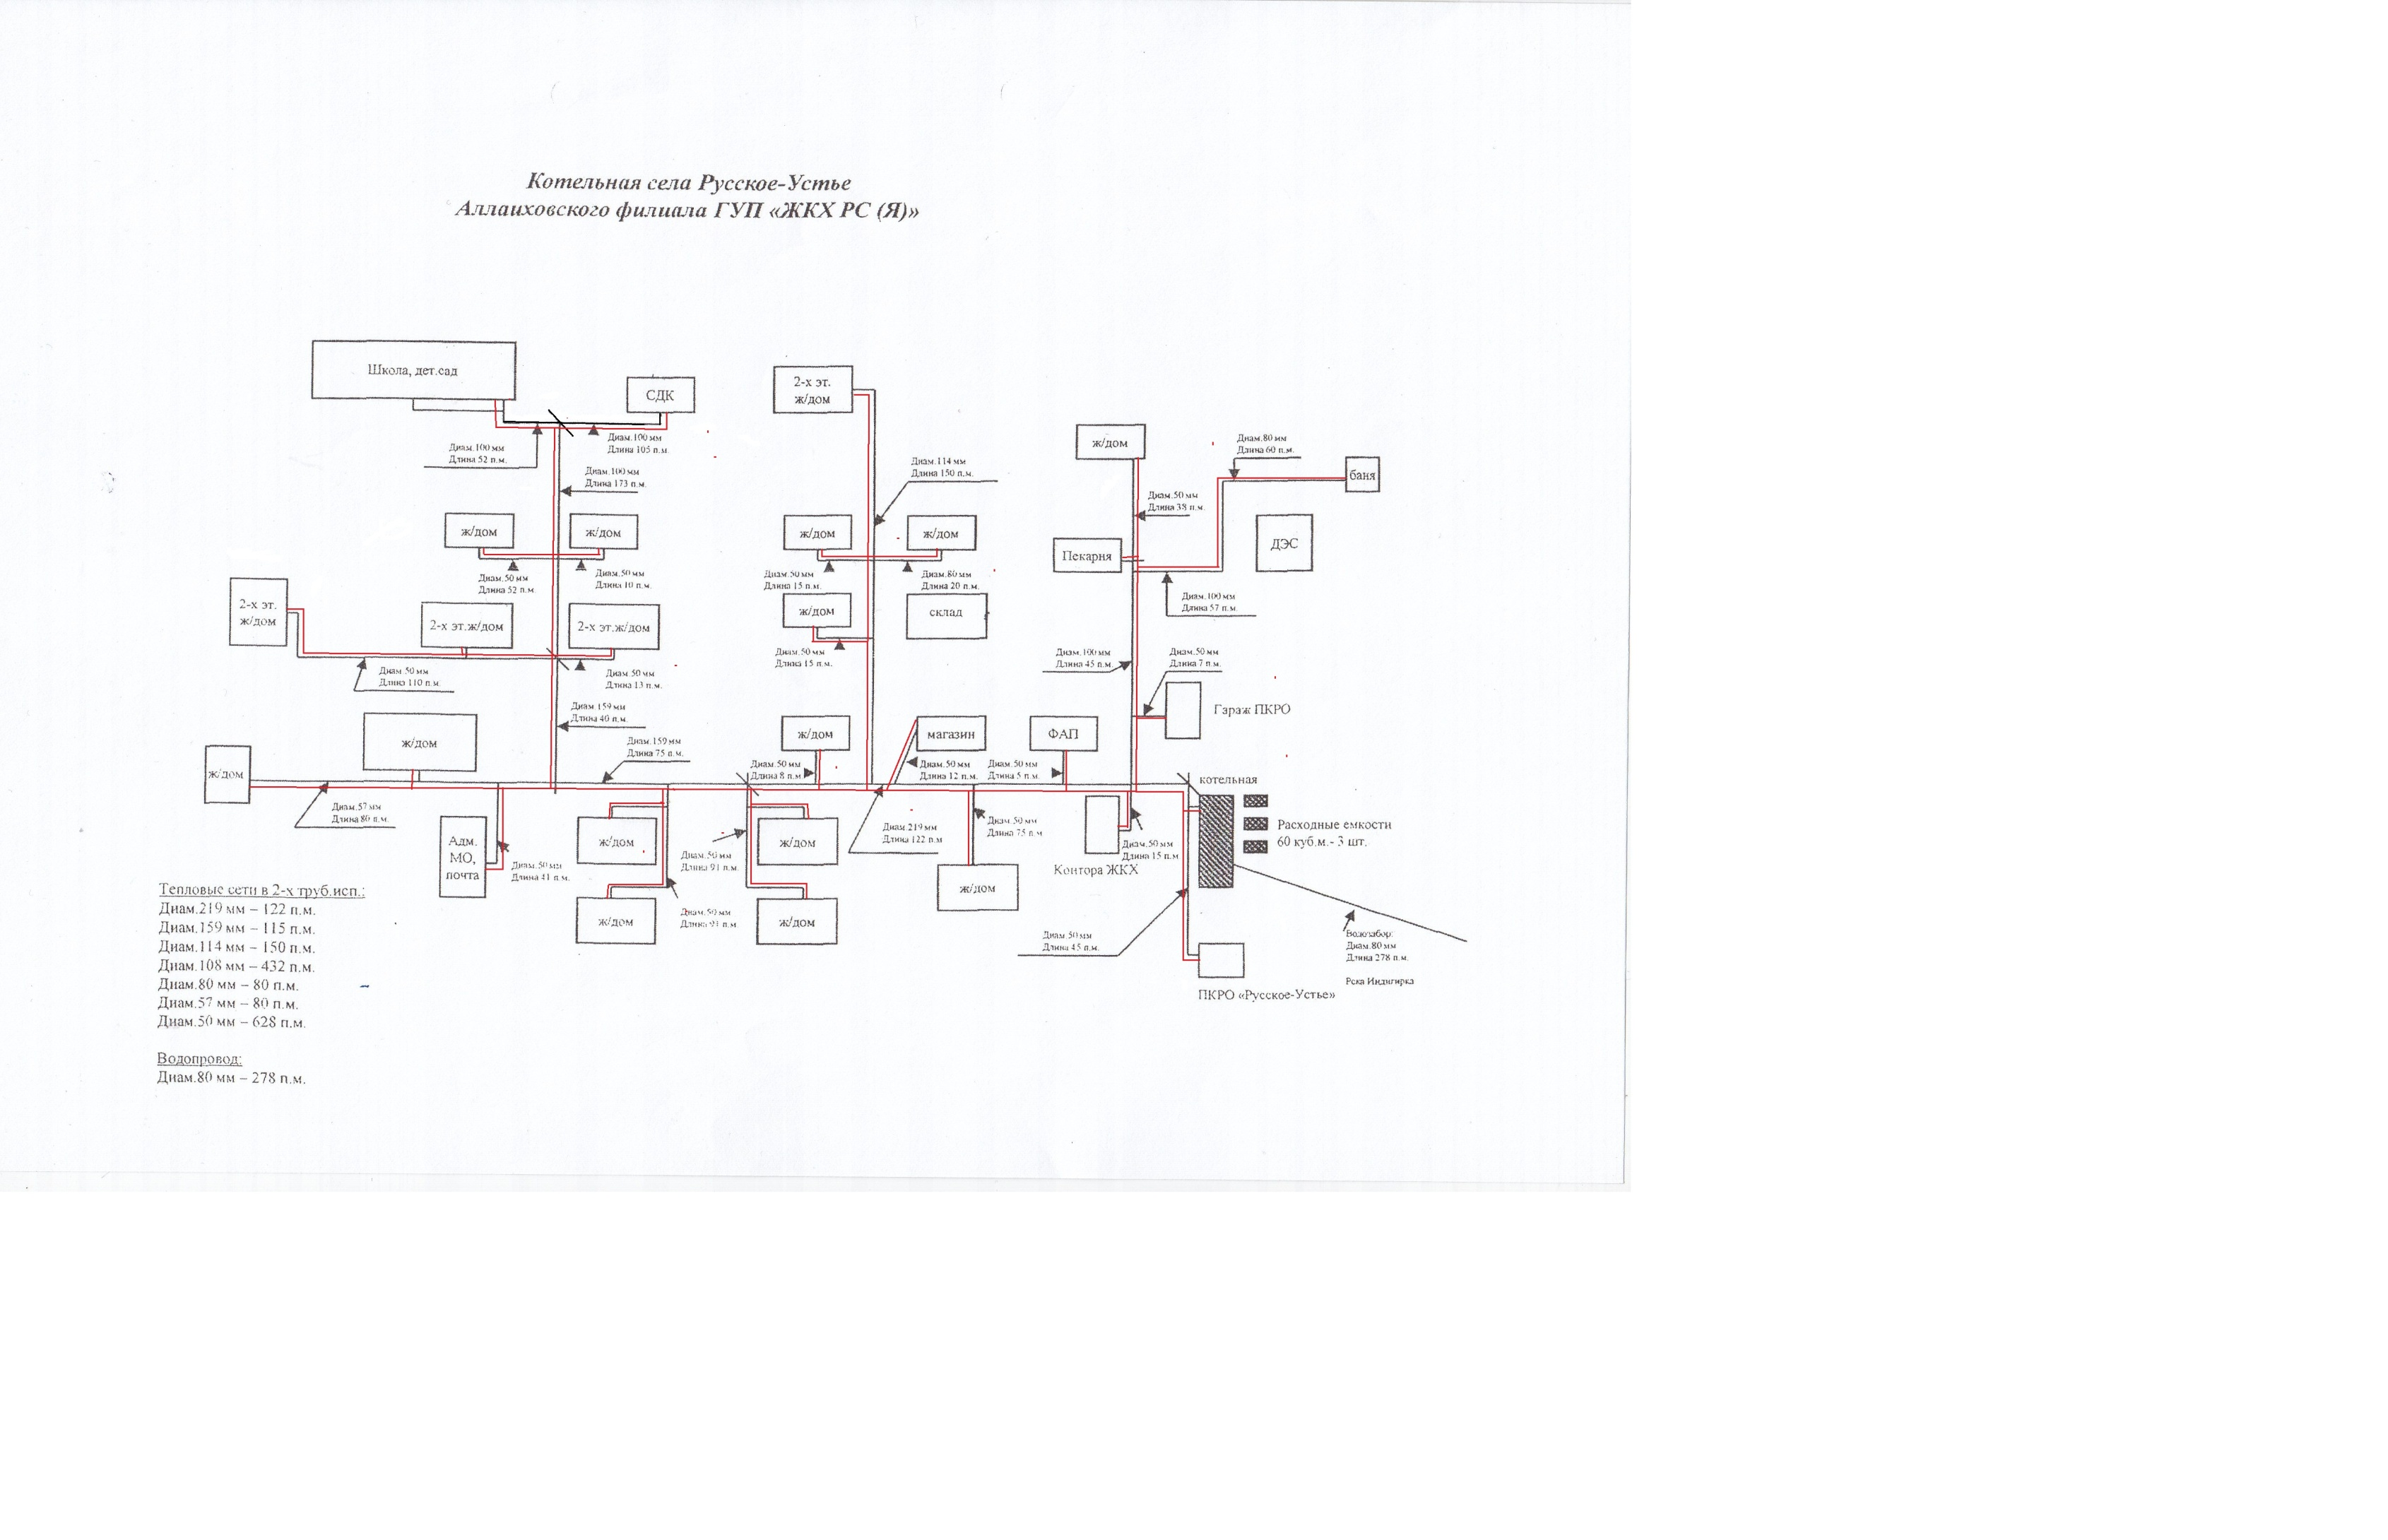 Котельная села Русское-Устье
Аллаиховского филиала ГУП «ЖКХ РС (Я)»
Школа, дет.сад
СДК
2-х эт.
ж/дом
ж/дом
баня
Диам.80 мм
Длина 60 п.м.
Диам.100 мм
Длина 52 п.м.
Диам.100 мм
Длина 105 п.м.
Диам.100 мм
Длина 173 п.м.
Диам.114 мм
Длина 150 п.м.
Диам.50 мм
Длина 38 п.м.
ж/дом
ж/дом
ж/дом
ж/дом
Пекарня
ДЭС
Диам.50 мм
Длина 52 п.м.
Диам.50 мм
Длина 10 п.м.
Диам.50 мм
Длина 15 п.м.
Диам.80 мм
Длина 20 п.м.
Диам.100 мм
Длина 57 п.м.
2-х эт.
ж/дом
2-х эт.ж/дом
2-х эт.ж/дом
ж/дом
склад
Диам.50 мм
Длина 110 п.м.
Диам.50 мм
Длина 13 п.м.
Диам.50 мм
Длина 15 п.м.
Диам.100 мм
Длина 45 п.м.
Диам.50 мм
Длина 7 п.м.
Гараж ПКРО
Диам.159 мм
Длина 40 п.м.
Диам.159 мм
Длина 75 п.м.
ж/дом
ж/дом
ж/дом
магазин
ФАП
Диам.50 мм
Длина 8 п.м
Диам.50 мм
Длина 12 п.м.
Диам.50 мм
Длина 5 п.м.
котельная
Диам.57 мм
Длина 80 п.м.
Адм.
МО,
почта
Диам.50 мм
Длина 41 п.м.
ж/дом
ж/дом
Диам.50 мм
Длина 91 п.м.
Диам.219 мм
Длина 122 п.м
Диам.50 мм
Длина 75 п.м
Диам.50 мм
Длина 15 п.м.
Контора ЖКХ
Расходные емкости
60 куб.м.- 3 шт.
ж/дом
ж/дом
ж/дом
Диам.50 мм
Длина 91 п.м.
Диам.50 мм
Длина 45 п.м.
Водозабор:
Диам.80 мм
Длина 278 п.м.
Река Индигирка
ПКРО «Русское-Устье»
Тепловые сети в 2-х труб.исп.:
Диам.219 мм – 122 п.м.
Диам.159 мм – 115 п.м.
Диам.114 мм – 150 п.м.
Диам.108 мм – 432 п.м.
Диам.80 мм – 80 п.м.
Диам.57 мм – 80 п.м.
Диам.50 мм – 628 п.м.
Водопровод:
Диам.80 мм – 278 п.м.